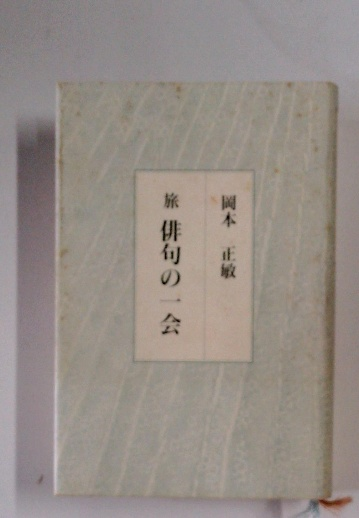 岡本 正敏
旅 俳句の一会